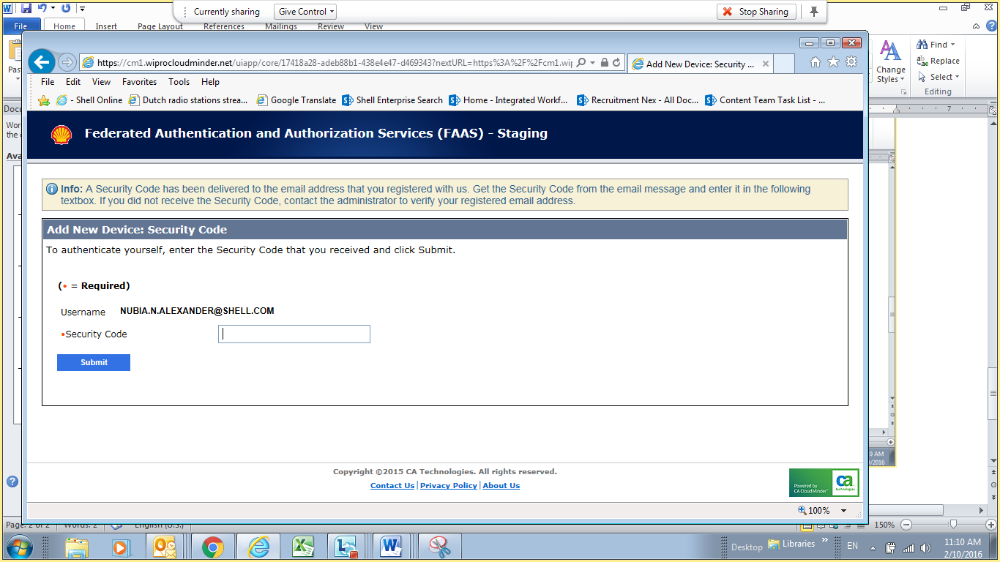 Currently sharing
Give Control
Stop Sharing
File Home Insert Page Layout References Mailings Review View
https://cm1.wiprocloudminder.net/uiapp/core/17418a28-adeb88b1-438e4e47-d469343?nextURL=https%3A%2F%2Fcm1.wip
Add New Device: Security ...
File Edit View Favorites Tools Help
- Shell Online
Dutch radio stations strea...
Google Translate
Shell Enterprise Search
Home - Integrated Workf...
Recruitment Nex - All Doc...
Content Team Task List - ...
Change
Styles
Find
Replace
Select
Editing
7
Federated Authentication and Authorization Services (FAAS) - Staging
Info: A Security Code has been delivered to the email address that you registered with us. Get the Security Code from the email message and enter it in the following
textbox. If you did not receive the Security Code, contact the administrator to verify your registered email address.
Add New Device: Security Code
To authenticate yourself, enter the Security Code that you received and click Submit.
(• = Required)
Username NUBIA.N.ALEXANDER@SHELL.COM
•Security Code
Submit
Copyright ©2015 CA Technologies. All rights reserved.
Contact Us | Privacy Policy | About Us
Powered by
CA CloudMinder
ca
technologies
100%
Page: 2 of 2 Words: 2 English (U.S.)
150%
Desktop
Libraries
»
EN
11:10 AM
2/10/2016